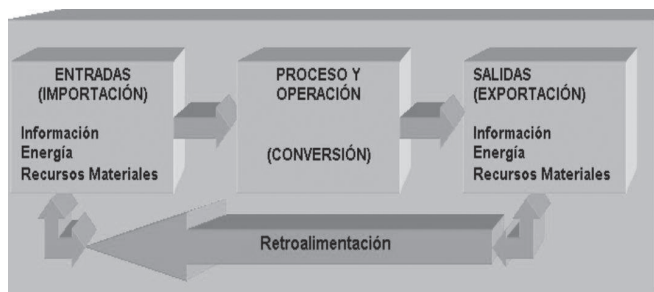 ENTRADAS
(IMPORTACIÓN)
Información
Energía
Recursos Materiales
PROCESO Y
OPERACIÓN
(CONVERSIÓN)
SALIDAS
(EXPORTACIÓN)
Información
Energía
Recursos Materiales
Retroalimentación